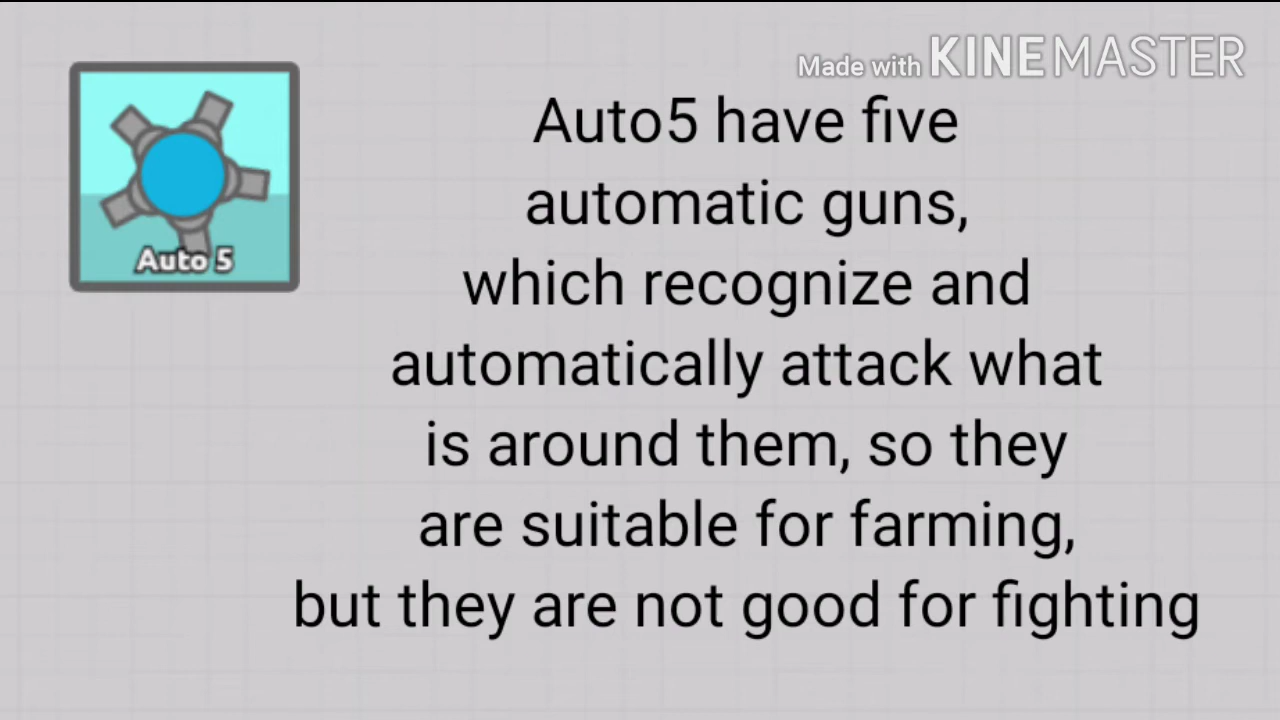 Made with KINEMASTER
Auto5 have five
automatic guns,
which recognize and
automatically attack what
is around them, so they
are suitable for farming,
but they are not good for fighting
Auto 5